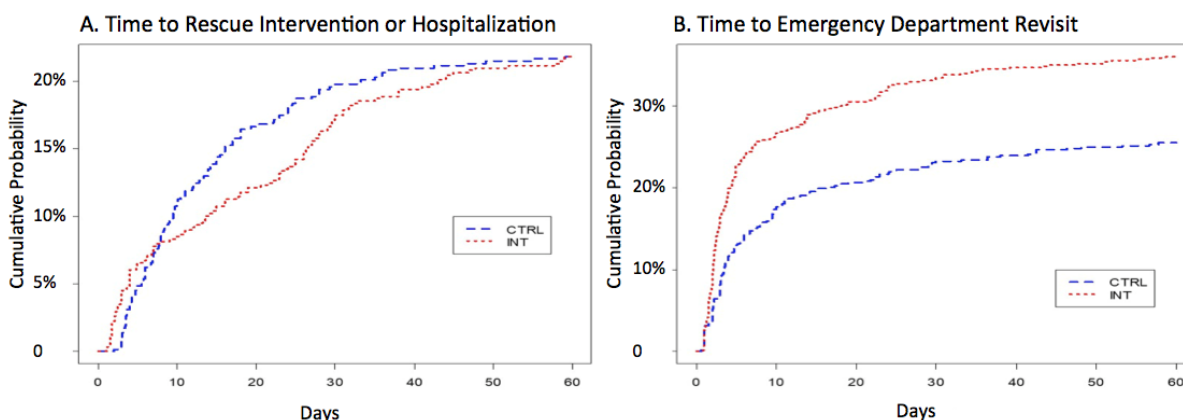 A. Time to Rescue Intervention or Hospitalization
B. Time to Emergency Department Revisit
Cumulative Probability
20%
15%
10%
5%
0
CTRL
INT
0 10 20 30 40 50 60
Days
Cumulative Probability
30%
20%
10%
0
CTRL
INT
0 10 20 30 40 50 60
Days